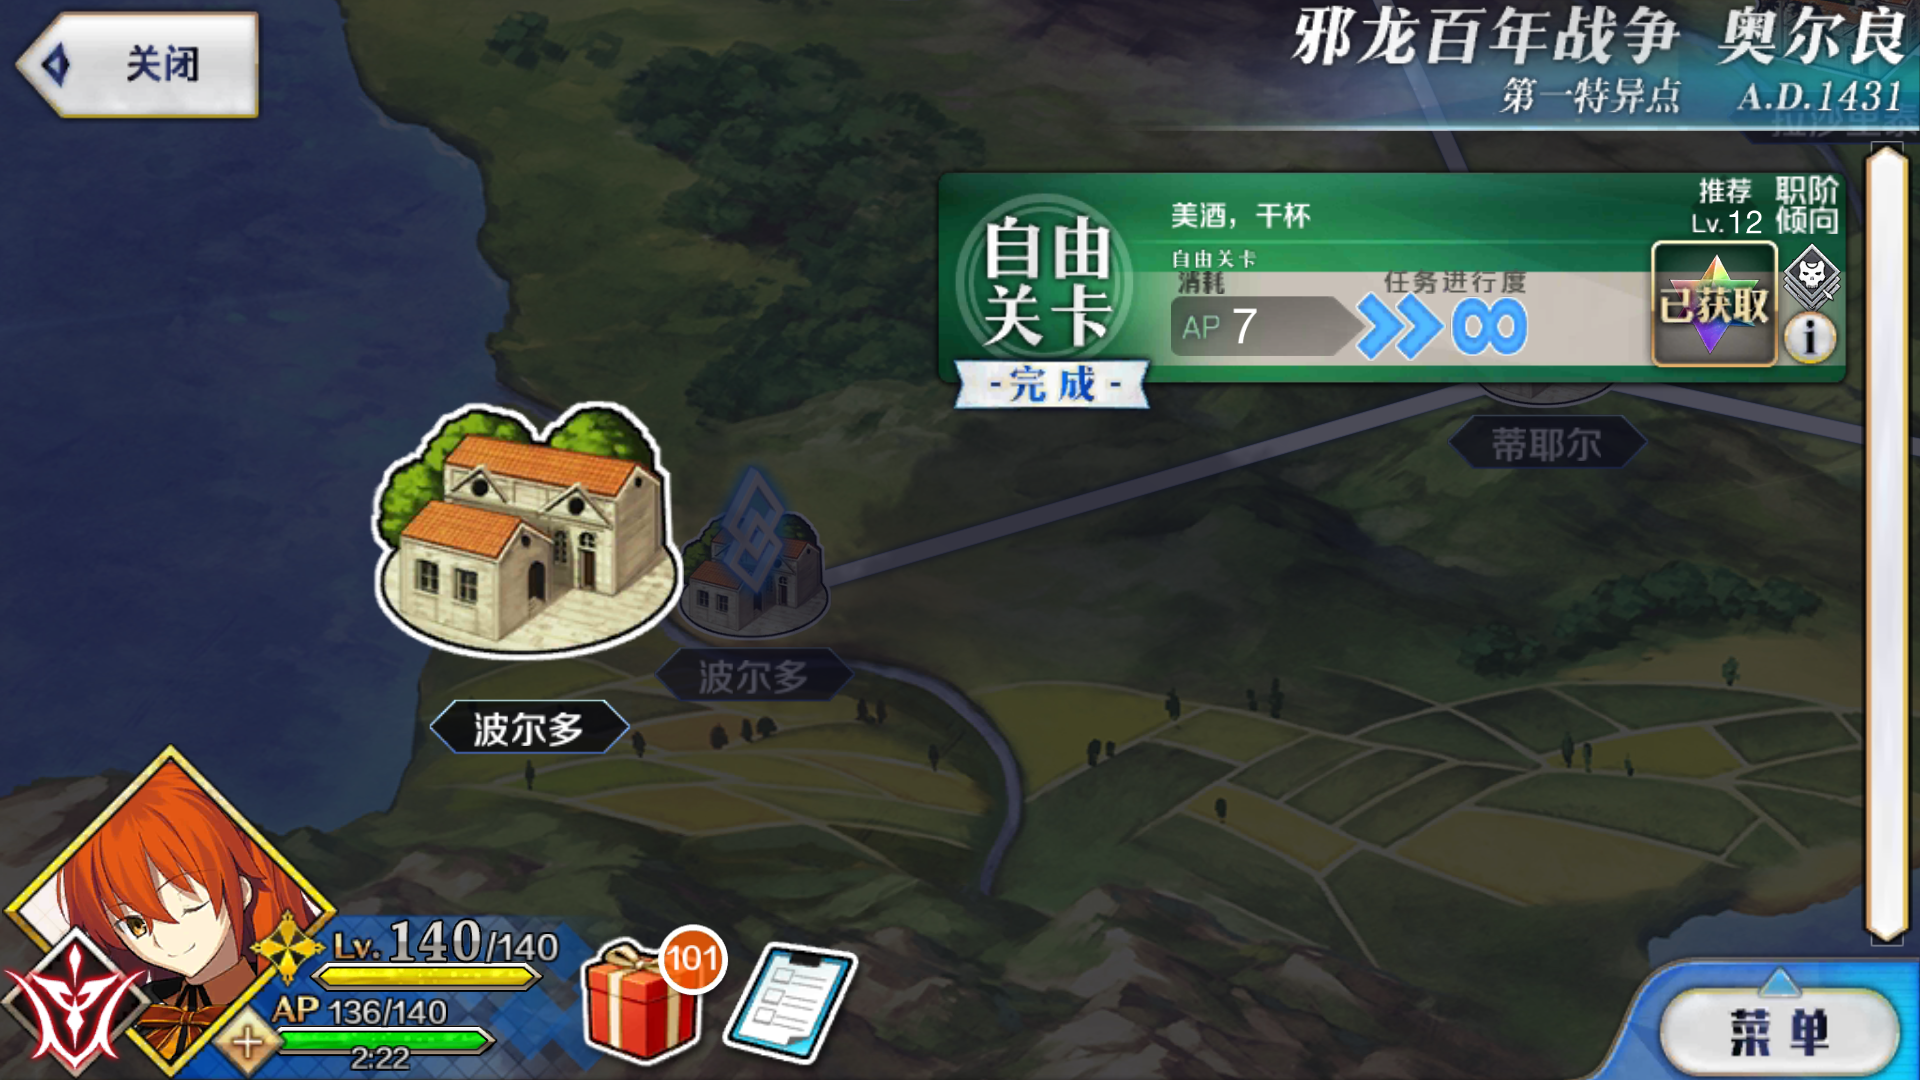 关闭
邪龙百年战争 奥尔良
第一特异点 A.D.1431
自由
关卡
-完成-
美酒，干杯
自由关卡
消耗
AP 7
任务进行度
∞
推荐
Lv.12
职阶
倾向
已获取
i
蒂耶尔
波尔多
波尔多
Lv.140/140
AP 136/140
2:22
101
菜单